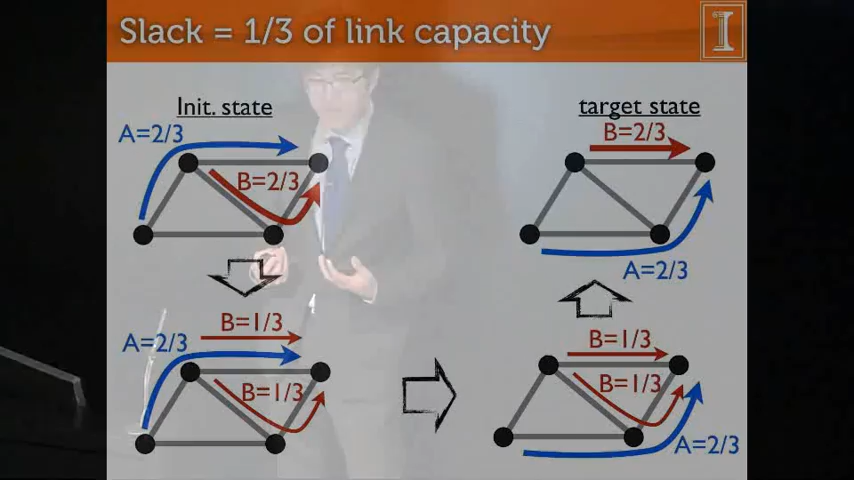 Slack = 1/3 of link capacity
I
Init. state
A=2/3
B=2/3
target state
B=2/3
A=2/3
B=1/3
A=2/3
B=1/3
B=1/3
B=1/3
A=2/3